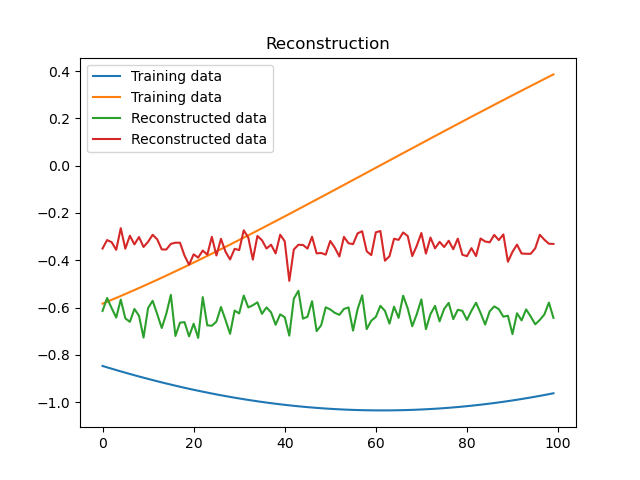 Reconstruction
Training data
Training data
Reconstructed data
Reconstructed data
0.4
0.2
0.0
−0.2
−0.4
−0.6
−0.8
−1.0
0 20 40 60 80 100